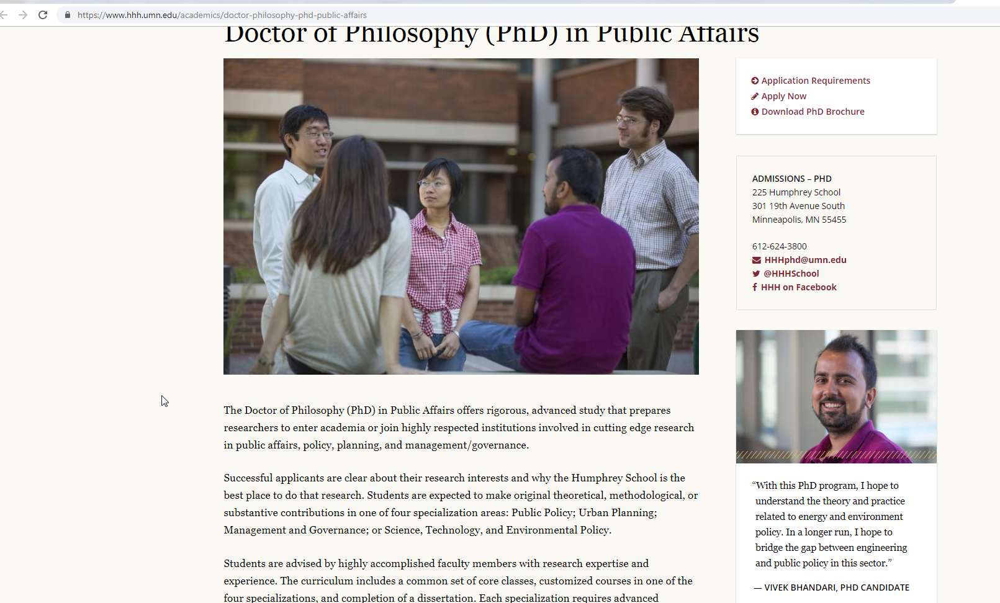 https://www.hhh.umn.edu/academics/doctor-philosophy-phd-public-affairs
Doctor of Philosophy (PhD) in Public Affairs
Application Requirements
Apply Now
Download PhD Brochure
ADMISSIONS – PHD
225 Humphrey School
301 19th Avenue South
Minneapolis, MN 55455
612-624-3800
HHHphd@umn.edu
@HHHSchool
HHH on Facebook
The Doctor of Philosophy (PhD) in Public Affairs offers rigorous, advanced study that prepares
researchers to enter academia or join highly respected institutions involved in cutting edge research
in public affairs, policy, planning, and management/governance.
Successful applicants are clear about their research interests and why the Humphrey School is the
best place to do that research. Students are expected to make original theoretical, methodological, or
substantive contributions in one of four specialization areas: Public Policy; Urban Planning;
Management and Governance; or Science, Technology, and Environmental Policy.
Students are advised by highly accomplished faculty members with research expertise and
experience. The curriculum includes a common set of core classes, customized courses in one of the
four specializations, and completion of a dissertation. Each specialization requires advanced
“With this PhD program, I hope to
understand the theory and practice
related to energy and environment
policy. In a longer run, I hope to
bridge the gap between engineering
and public policy in this sector.”
— VIVEK BHANDARI, PHD CANDIDATE